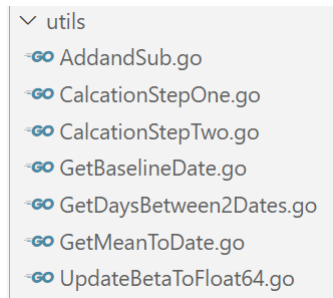 utils
GO AddandSub.go
GO CalcationStepOne.go
GO CalcationStepTwo.go
GO GetBaselineDate.go
GO GetDaysBetween2Dates.go
GO GetMeanToDate.go
GO UpdateBetaToFloat64.go